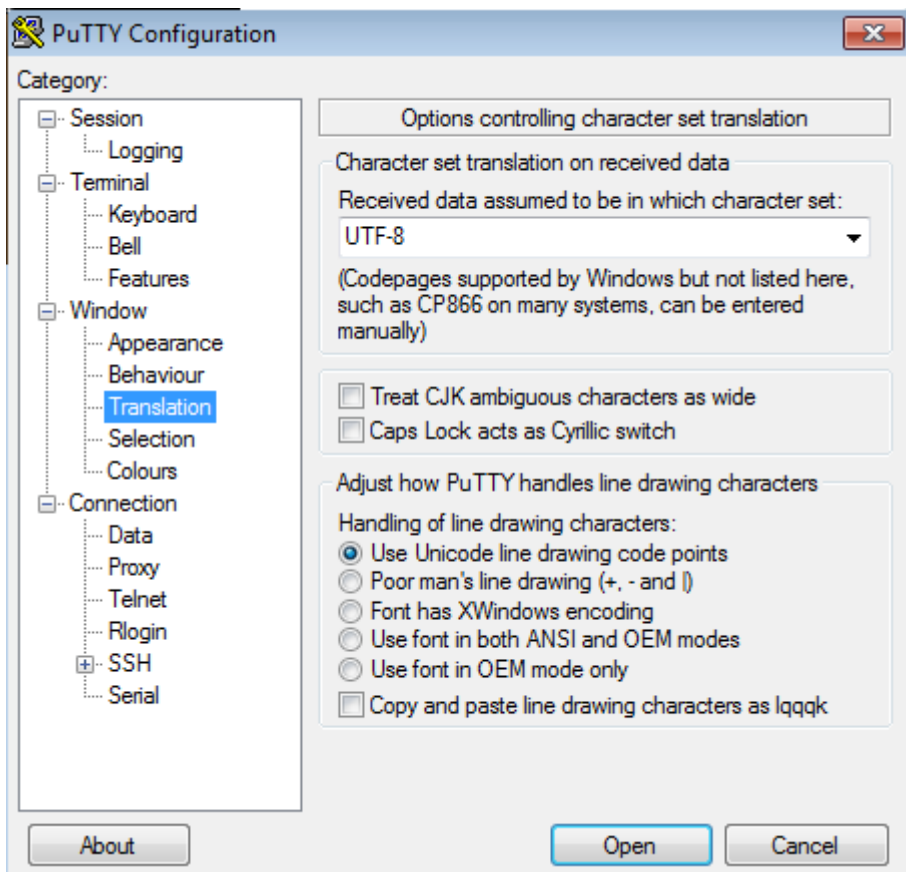 PuTTY Configuration
Category:
Session
Logging
Terminal
Keyboard
Bell
Features
Window
Appearance
Behaviour
Translation
Selection
Colours
Connection
Data
Proxy
Telnet
Rlogin
SSH
Serial
Options controlling character set translation
Character set translation on received data
Received data assumed to be in which character set:
UTF-8
(Codepages supported by Windows but not listed here,
such as CP866 on many systems, can be entered
manually)
Treat CJK ambiguous characters as wide
Caps Lock acts as Cyrillic switch
Adjust how PuTTY handles line drawing characters
Handling of line drawing characters:
Use Unicode line drawing code points
Poor man's line drawing (+, - and |)
Font has XWindows encoding
Use font in both ANSI and OEM modes
Use font in OEM mode only
Copy and paste line drawing characters as lqqqk
About
Open
Cancel